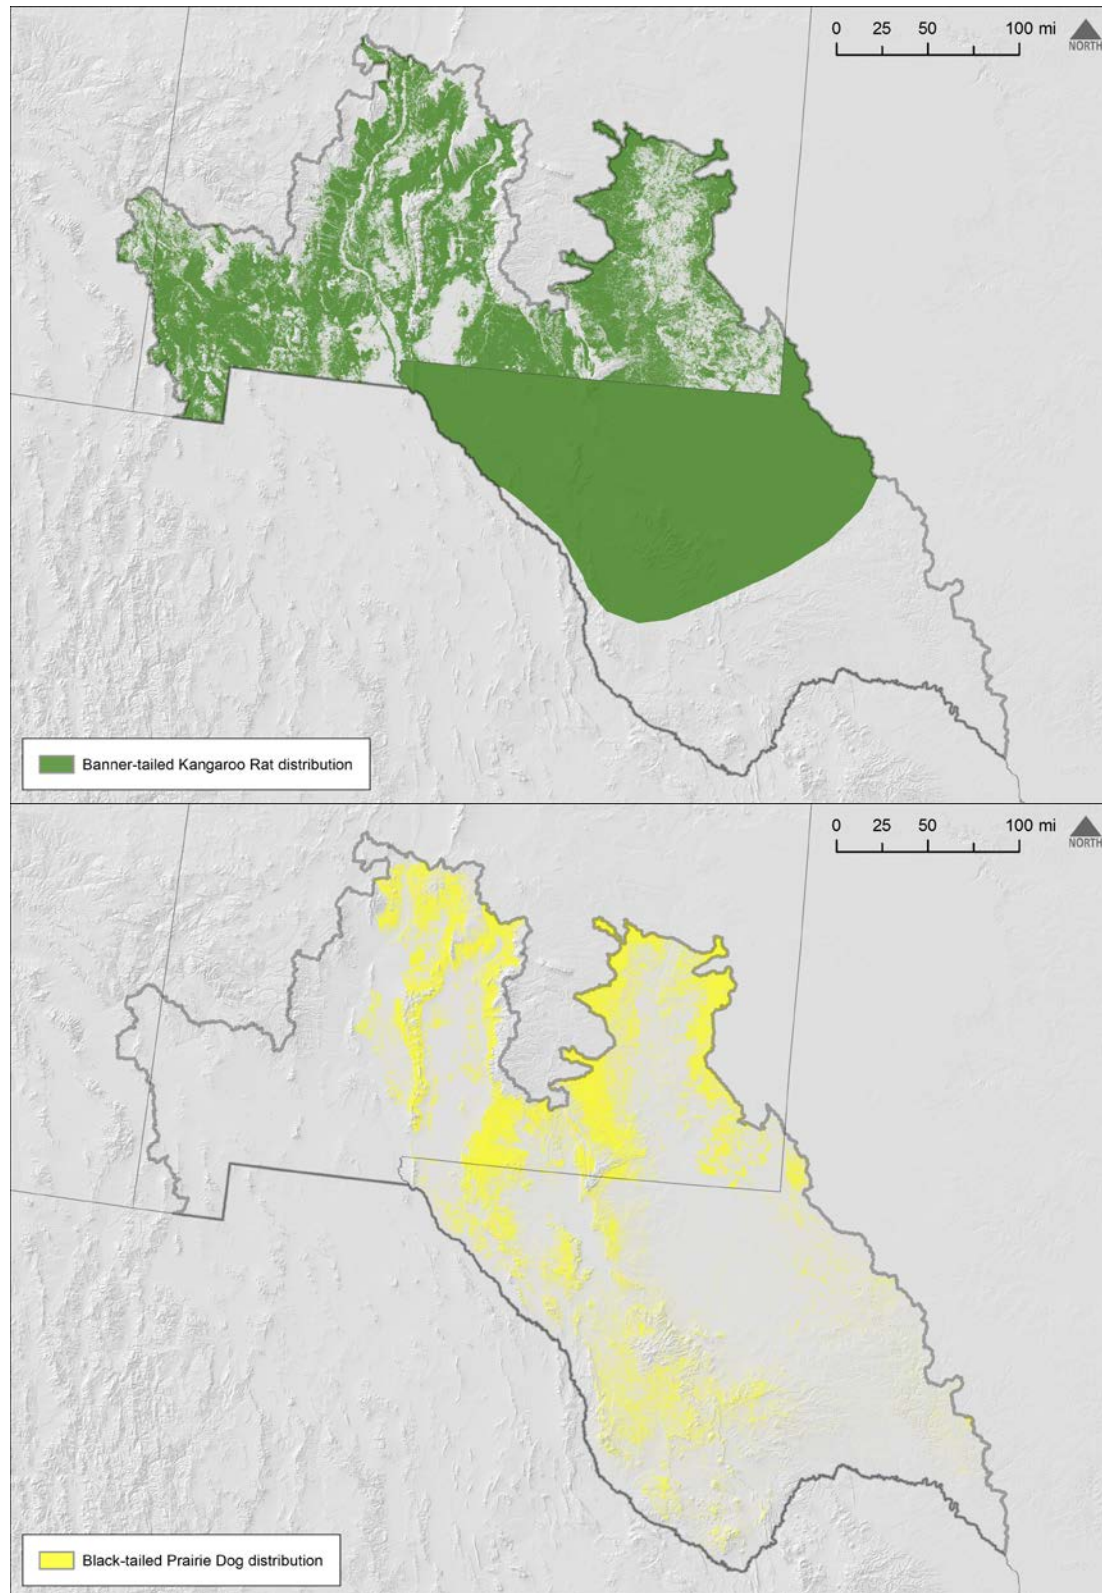 0 25 50 100 mi
NORTH
Banner-tailed Kangaroo Rat distribution
0 25 50 100 mi
NORTH
Black-tailed Prairie Dog distribution